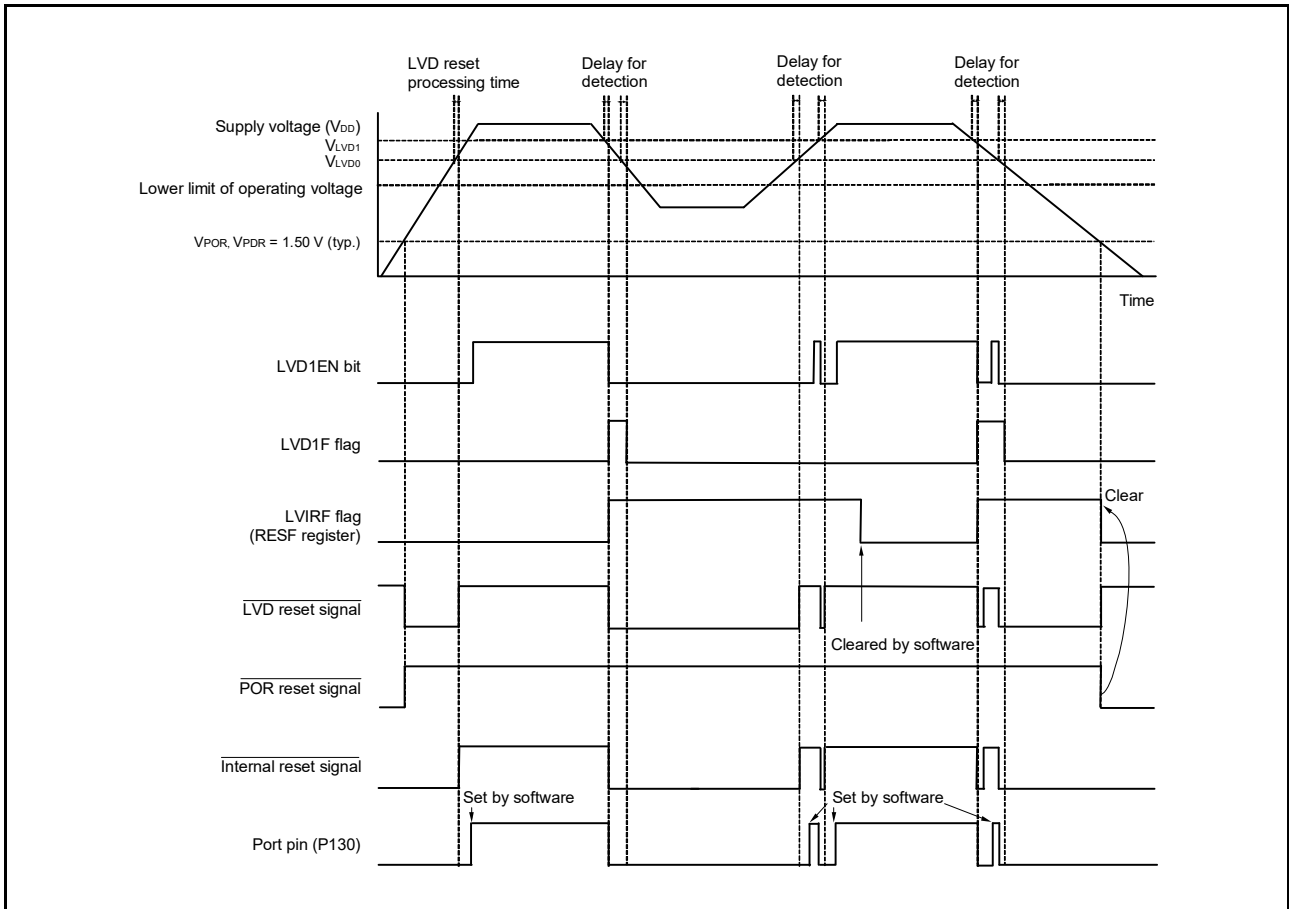 LVD reset
processing time
Delay for
detection
Delay for
detection
Delay for
detection
Supply voltage (VDD)
VLVD1
VLVD0
Lower limit of operating voltage
VPOR, VPDR = 1.50 V (typ.)
Time
LVD1EN bit
LVD1F flag
LVIRF flag
(RESF register)
Clear
LVD reset signal
Cleared by software
POR reset signal
Internal reset signal
Set by software
Set by software
Port pin (P130)